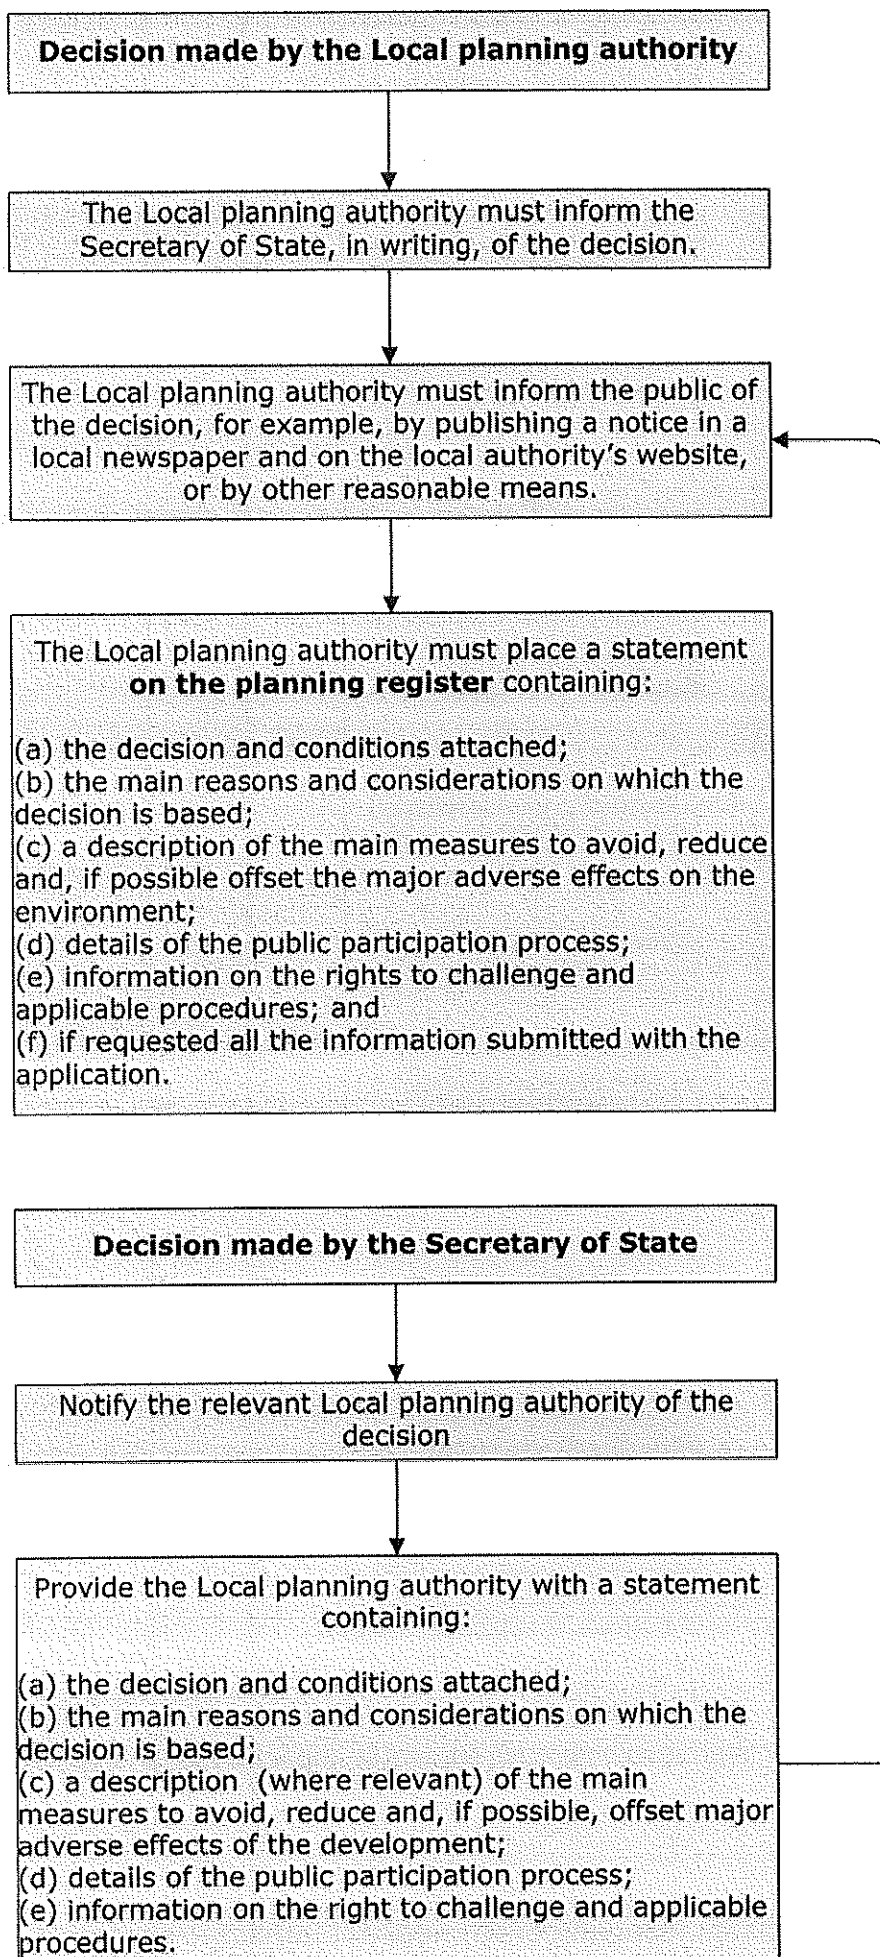 Decision made by the Local planning authority
The Local planning authority must inform the
Secretary of State, in writing, of the decision.
The Local planning authority must inform the public of
the decision, for example, by publishing a notice in a
local newspaper and on the local authority's website,
or by other reasonable means.
The Local planning authority must place a statement
on the planning register containing:
(a) the decision and conditions attached;
(b) the main reasons and considerations on which the
decision is based;
(c) a description of the main measures to avoid, reduce
and, if possible offset the major adverse effects on the
environment;
(d) details of the public participation process;
(e) information on the rights to challenge and
applicable procedures; and
(f) if requested all the information submitted with the
application.
Decision made by the Secretary of State
Notify the relevant Local planning authority of the
decision
Provide the Local planning authority with a statement
containing:
(a) the decision and conditions attached;
(b) the main reasons and considerations on which the
decision is based;
(c) a description (where relevant) of the main
measures to avoid, reduce and, if possible, offset major
adverse effects of the development;
(d) details of the public participation process;
(e) information on the right to challenge and applicable
procedures.